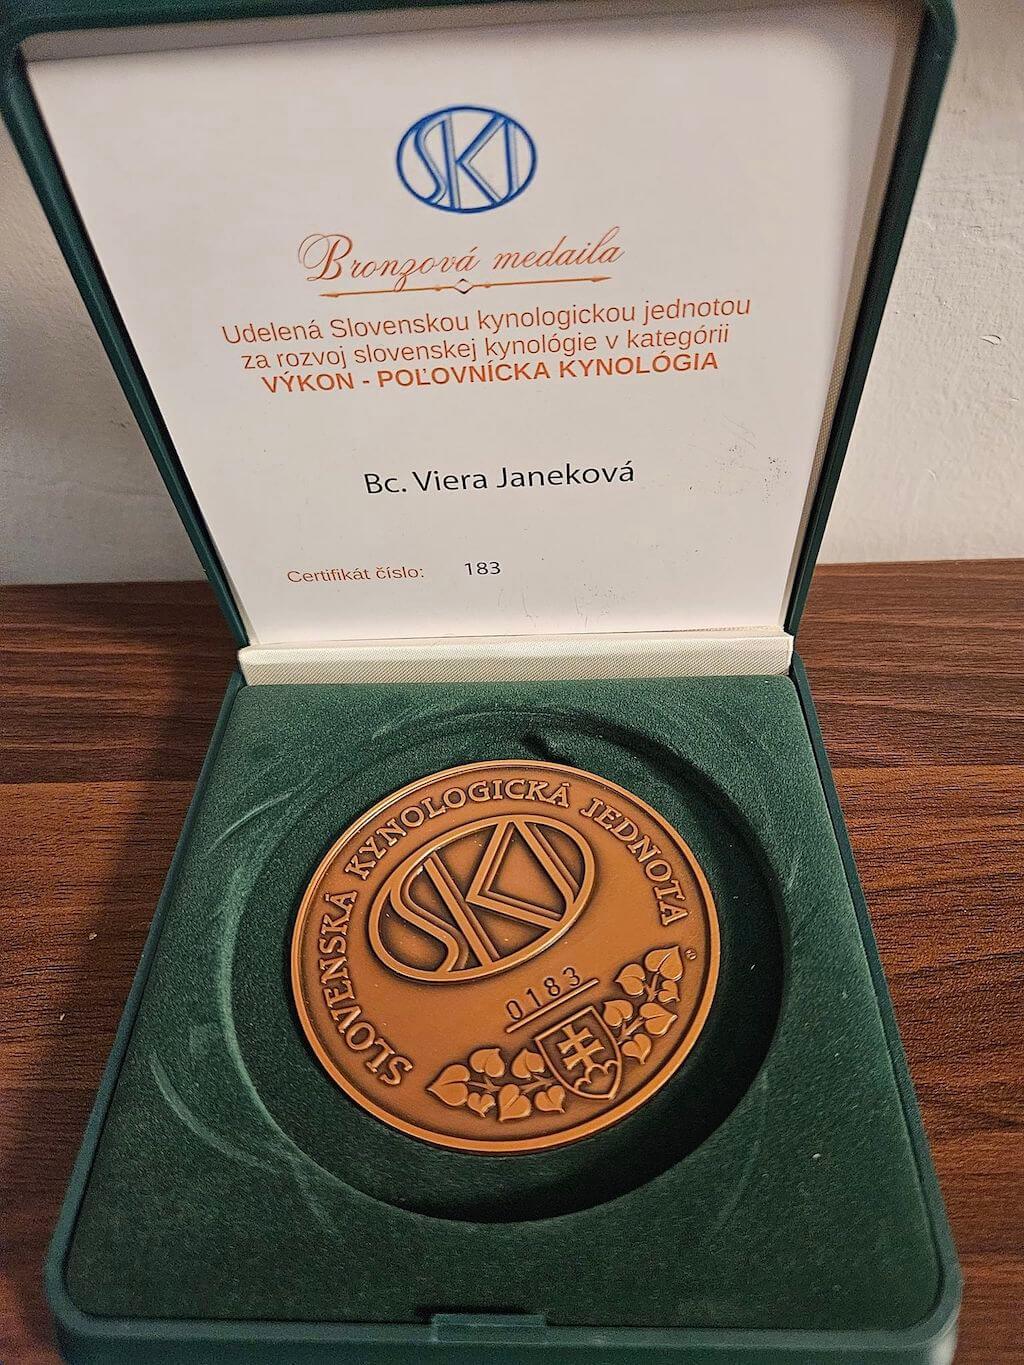 SKJ
Bronzová medaila
Udelená Slovenskou kynologickou jednotou
za rozvoj slovenskej kynológie v kategórii
VÝKON - POĽOVNÍCKA KYNOLÓGIA
Bc. Viera Janeková
Certifikát číslo: 183
SLOVENSKÁ KYNOLOGICKÁ JEDNOTA
SKJ
0183